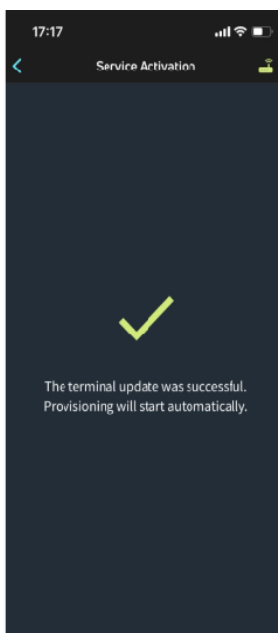 17:17
Service Activation
The terminal update was successful.
Provisioning will start automatically.